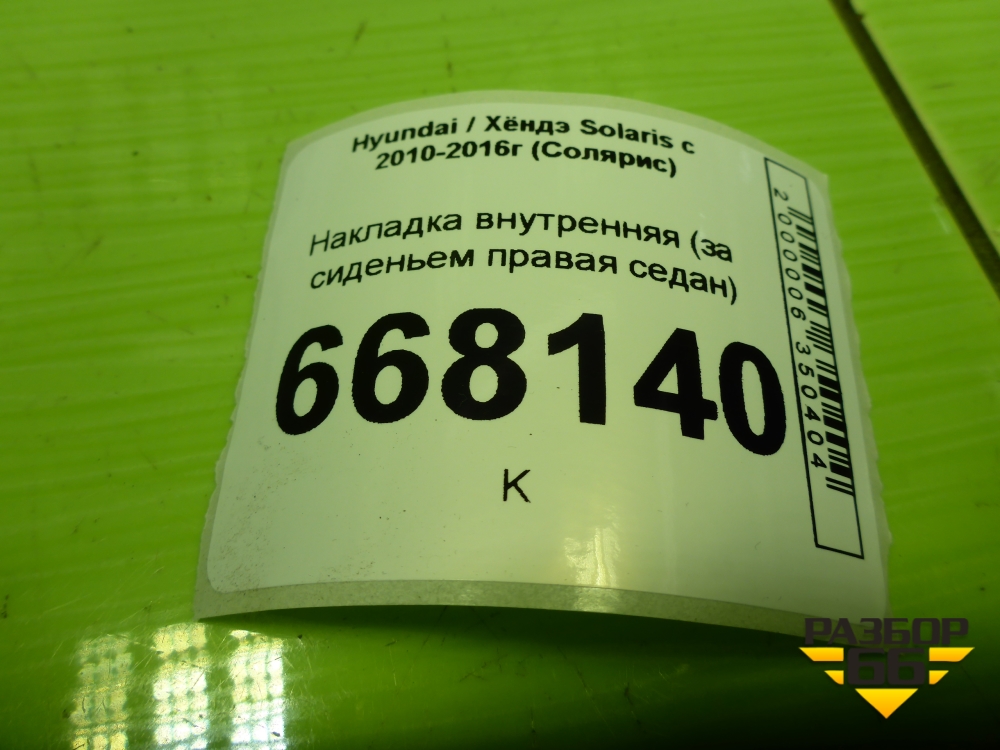 Hyundai / Хёндэ Solaris с
2010-2016г (Солярис)
Накладка внутренняя (за
сиденьем правая седан)
668140
К
2000006350404
РАЗБОР
66